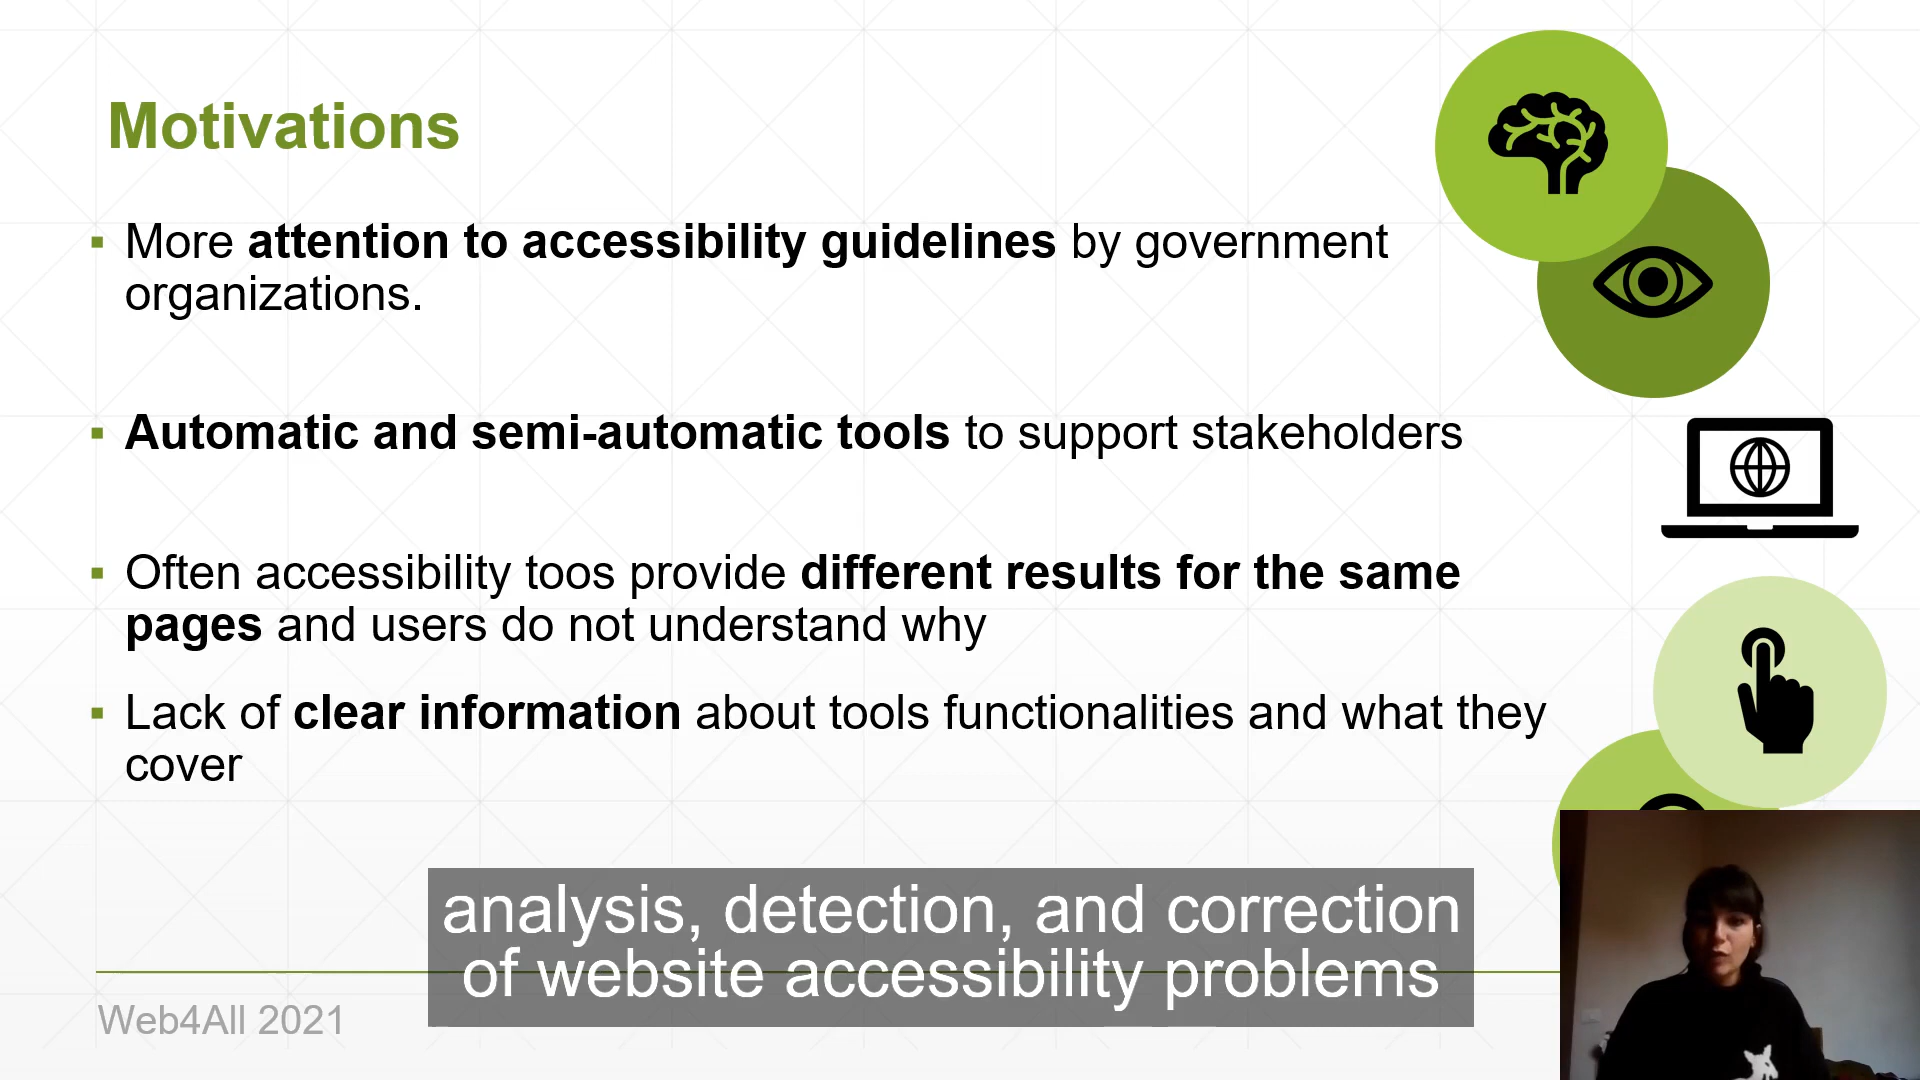 Motivations
▪ More attention to accessibility guidelines by government
organizations.
▪ Automatic and semi-automatic tools to support stakeholders
▪ Often accessibility toos provide different results for the same
pages and users do not understand why
▪ Lack of clear information about tools functionalities and what they
cover
analysis, detection, and correction
of website accessibility problems
Web4All 2021